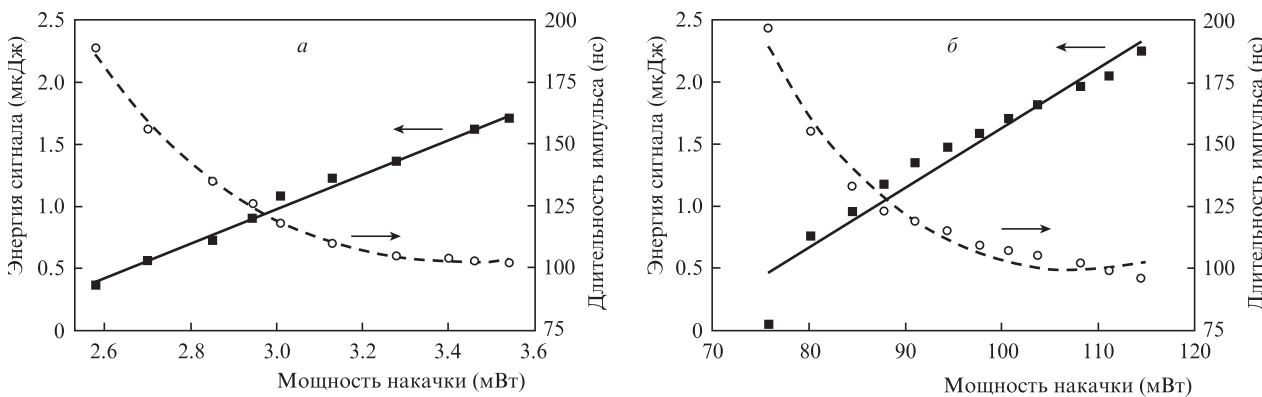 а
Энергия сигнала (мкДж)
2.5
2.0
1.5
1.0
0.5
0
2.6 2.8 3.0 3.2 3.4 3.6
Мощность накачки (мВт)
200
175
150
125
100
75
Длительность импульса (нс)
б
Энергия сигнала (мкДж)
2.5
2.0
1.5
1.0
0.5
0
70 80 90 100 110 120
Мощность накачки (мВт)
200
175
150
125
100
75
Длительность импульса (нс)